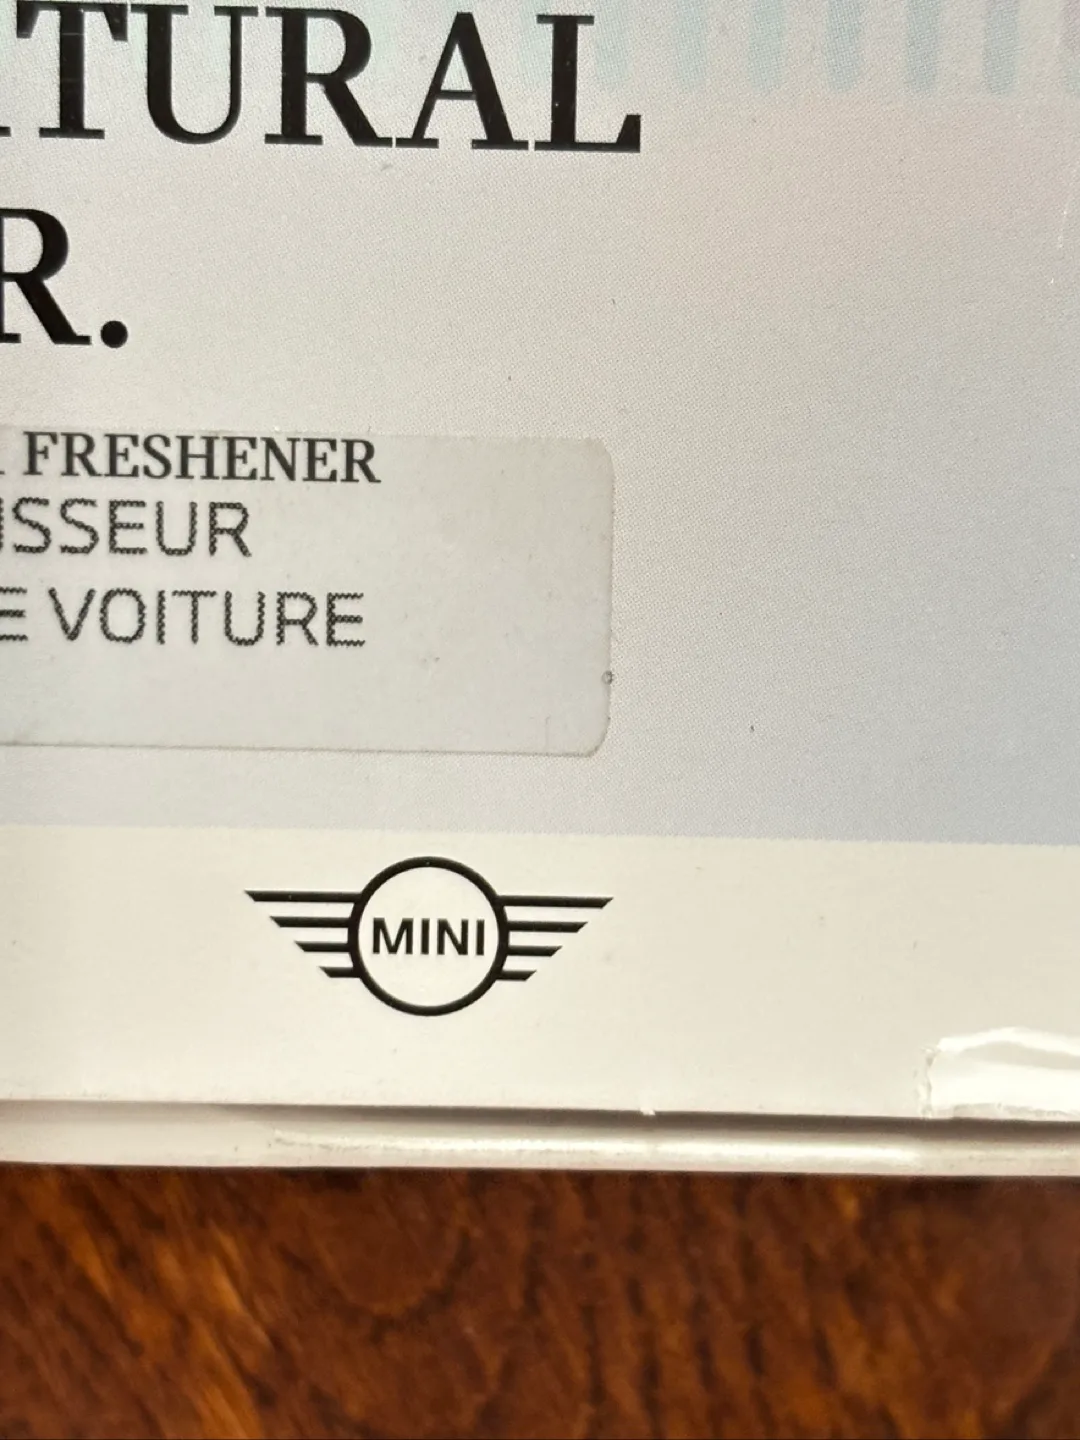 TURAL
R.
FRESHENER
ISSEUR
E VOITURE
MINI